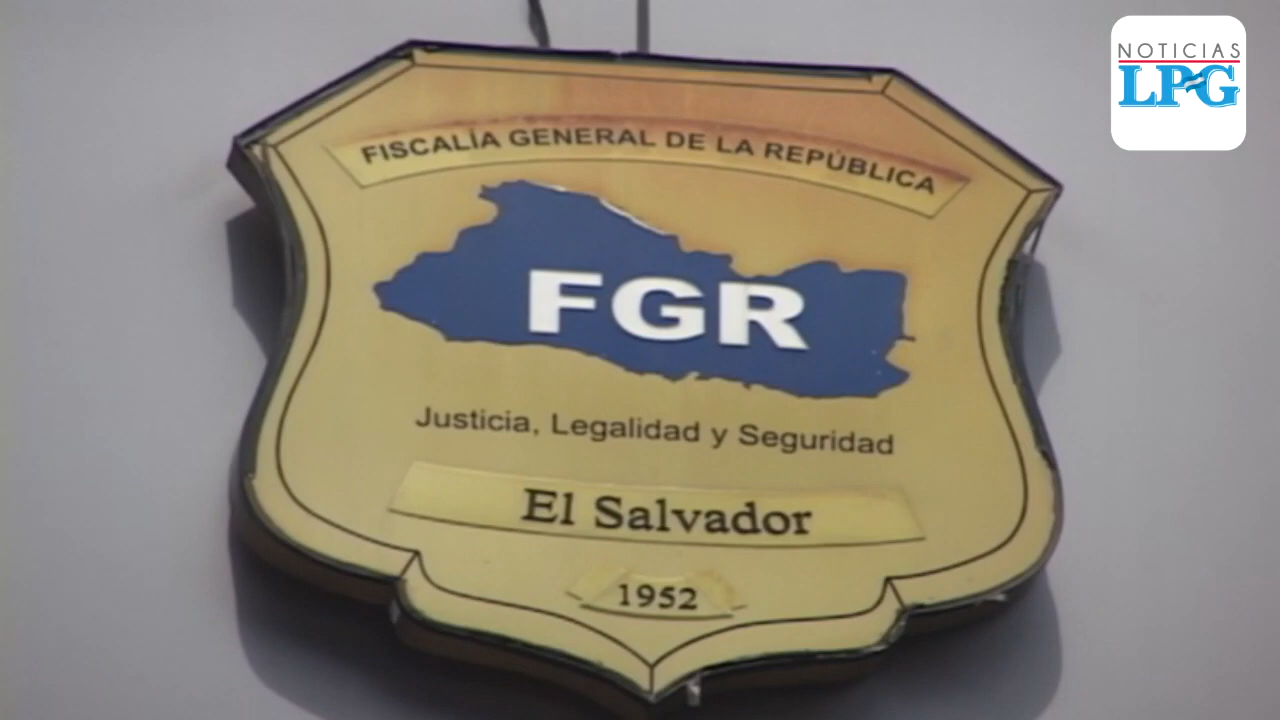 NOTICIAS
LPG
FISCALÍA GENERAL DE LA REPÚBLICA
FGR
Justicia, Legalidad y Seguridad
El Salvador
1952